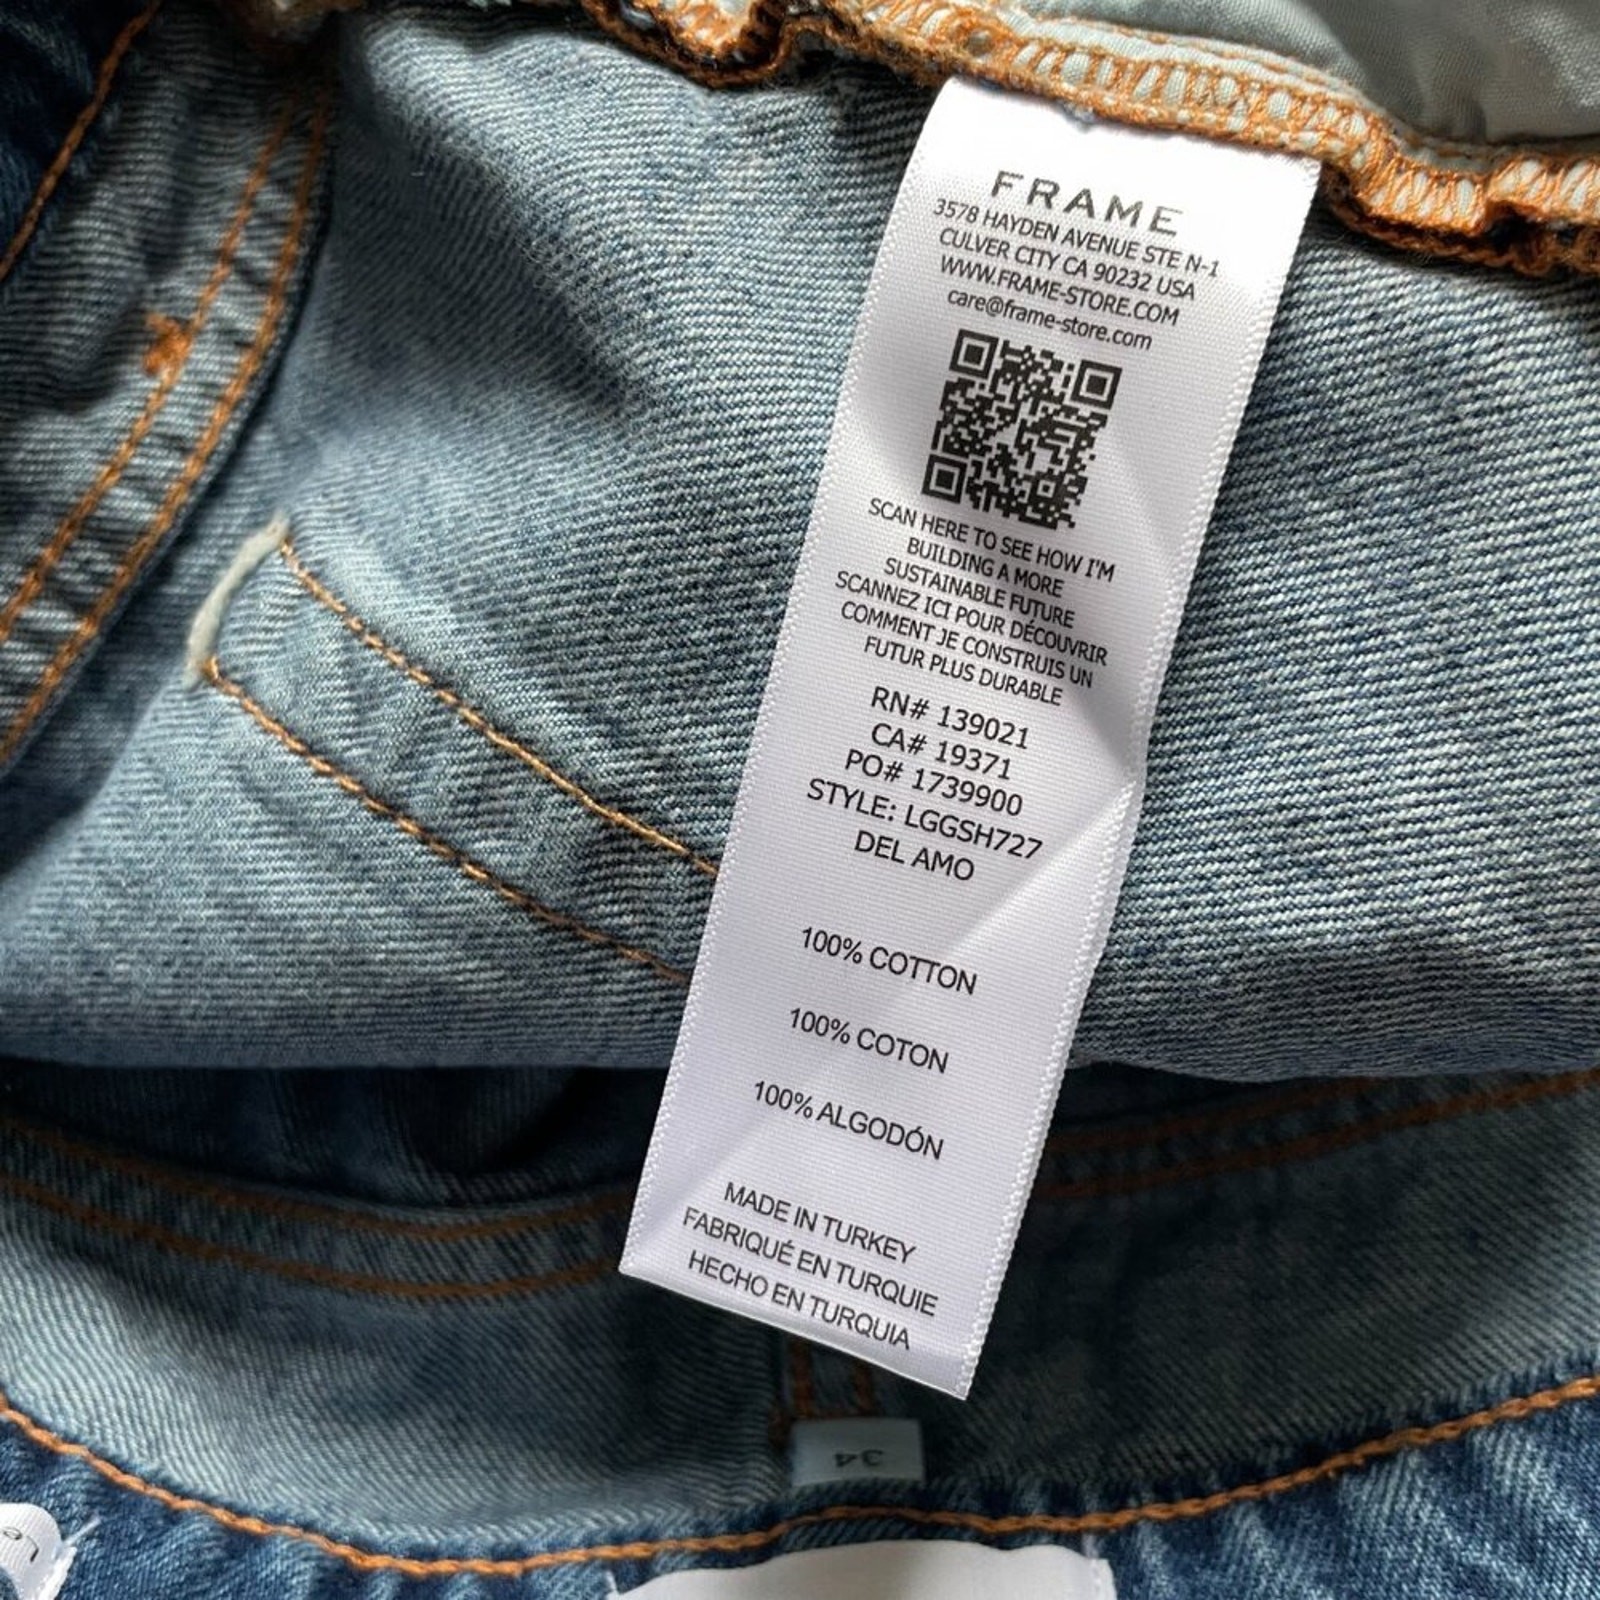 FRAME
3578 HAYDEN AVENUE STE N-1
CULVER CITY CA 90232 USA
WWW.FRAME-STORE.COM
care@frame-store.com
SCAN HERE TO SEE HOW I'M
BUILDING A MORE
SUSTAINABLE FUTURE
SCANNEZ ICI POUR DÉCOUVRIR
COMMENT JE CONSTRUIS UN
FUTUR PLUS DURABLE
RN# 139021
CA# 19371
PO# 1739900
STYLE: LGGSH727
DEL AMO
100% COTTON
100% COTON
100% ALGODÓN
MADE IN TURKEY
FABRIQUÉ EN TURQUIE
HECHO EN TURQUIA
34
Le